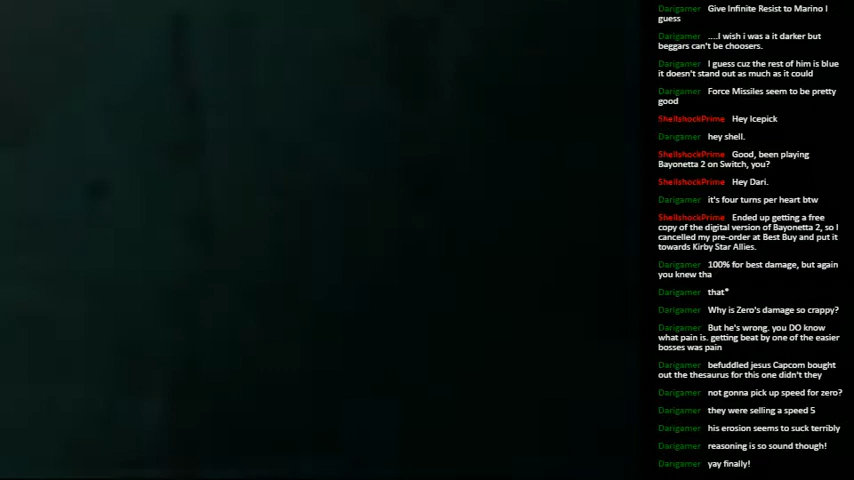 Darigamer Give Infinite Resist to Marino I
guess
Darigamer ....I wish i was a it darker but
beggars can't be choosers.
Darigamer I guess cuz the rest of him is blue
it doesn't stand out as much as it could
Darigamer Force Missiles seem to be pretty
good
ShellshockPrime Hey Icepick
Darigamer hey shell.
ShellshockPrime Good, been playing
Bayonetta 2 on Switch, you?
ShellshockPrime Hey Dari.
Darigamer it's four turns per heart btw
ShellshockPrime Ended up getting a free
copy of the digital version of Bayonetta 2, so I
cancelled my pre-order at Best Buy and put it
towards Kirby Star Allies.
Darigamer 100% for best damage, but again
you knew tha
Darigamer that*
Darigamer Why is Zero's damage so crappy?
Darigamer But he's wrong. you DO know
what pain is. getting beat by one of the easier
bosses was pain
Darigamer befuddled jesus Capcom bought
out the thesaurus for this one didn't they
Darigamer not gonna pick up speed for zero?
Darigamer they were selling a speed 5
Darigamer his erosion seems to suck terribly
Darigamer reasoning is so sound though!
Darigamer yay finally!